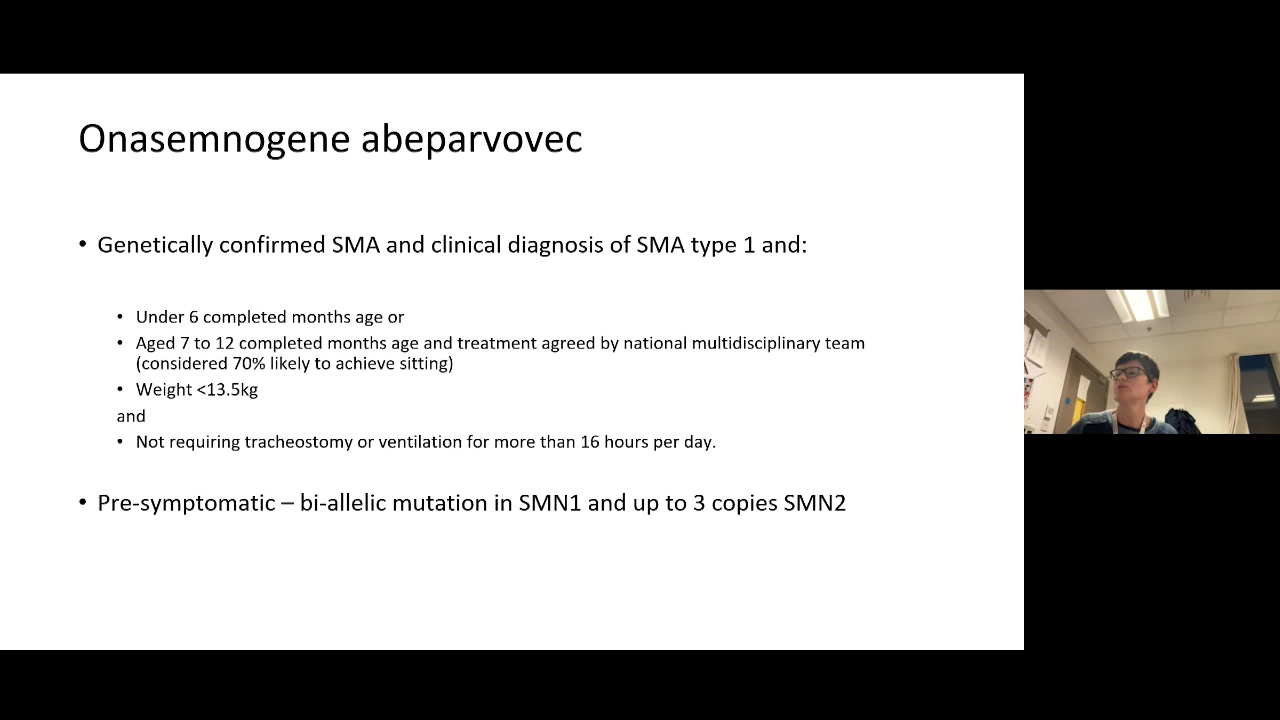 Onasemnogene abeparvovec
• Genetically confirmed SMA and clinical diagnosis of SMA type 1 and:
• Under 6 completed months age or
• Aged 7 to 12 completed months age and treatment agreed by national multidisciplinary team
(considered 70% likely to achieve sitting)
• Weight <13.5kg
and
• Not requiring tracheostomy or ventilation for more than 16 hours per day.
• Pre-symptomatic – bi-allelic mutation in SMN1 and up to 3 copies SMN2